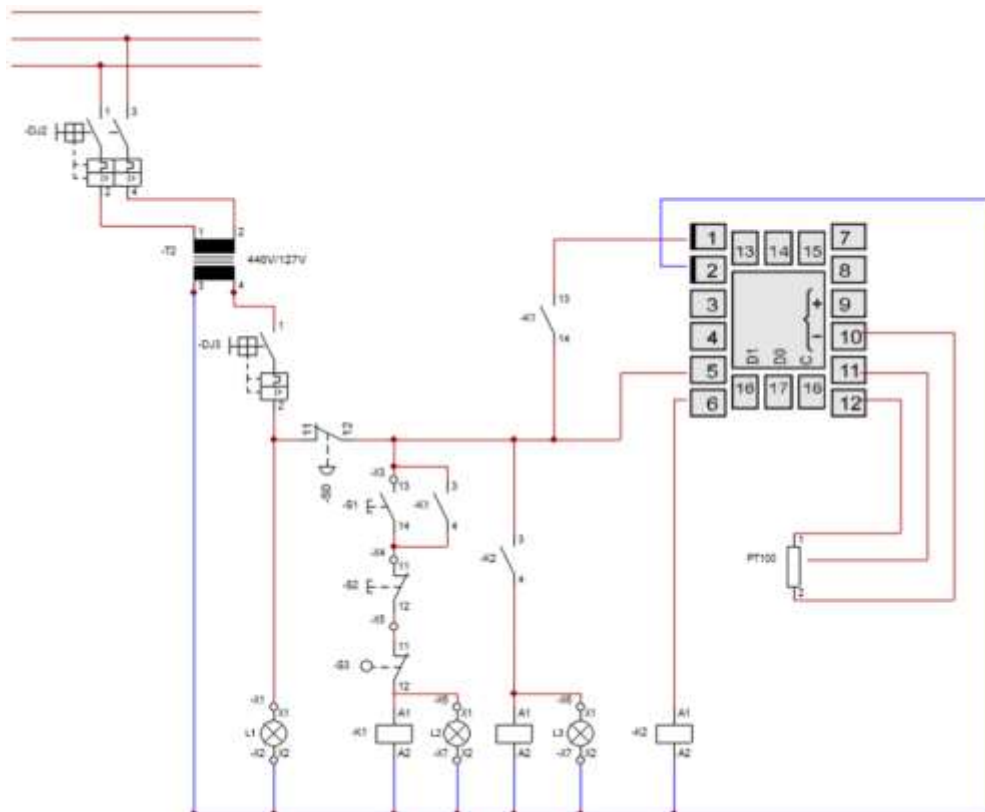 1 3
-DJ2
2 4
1 2
-T2 440V/127V
3 4
1
-DJ3
2
11 12
-S0
13
-K1
14
1 13 14 15 7
2 8
3 9
4 10
5 11
6 16 17 18 12
D1 D0 C + −
-X3
13
-S1
14
3
-K1
4
-X4
11
-S2
12
-X5
11
-S3
12
3
-K2
4
1
PT100
2
-X1 X1
L1
-X2 X2
A1
-K1
A2
-X6 X1
L2
-X7 X2
A1
A2
-X6 X1
L3
-X7 X2
A1
-K2
A2